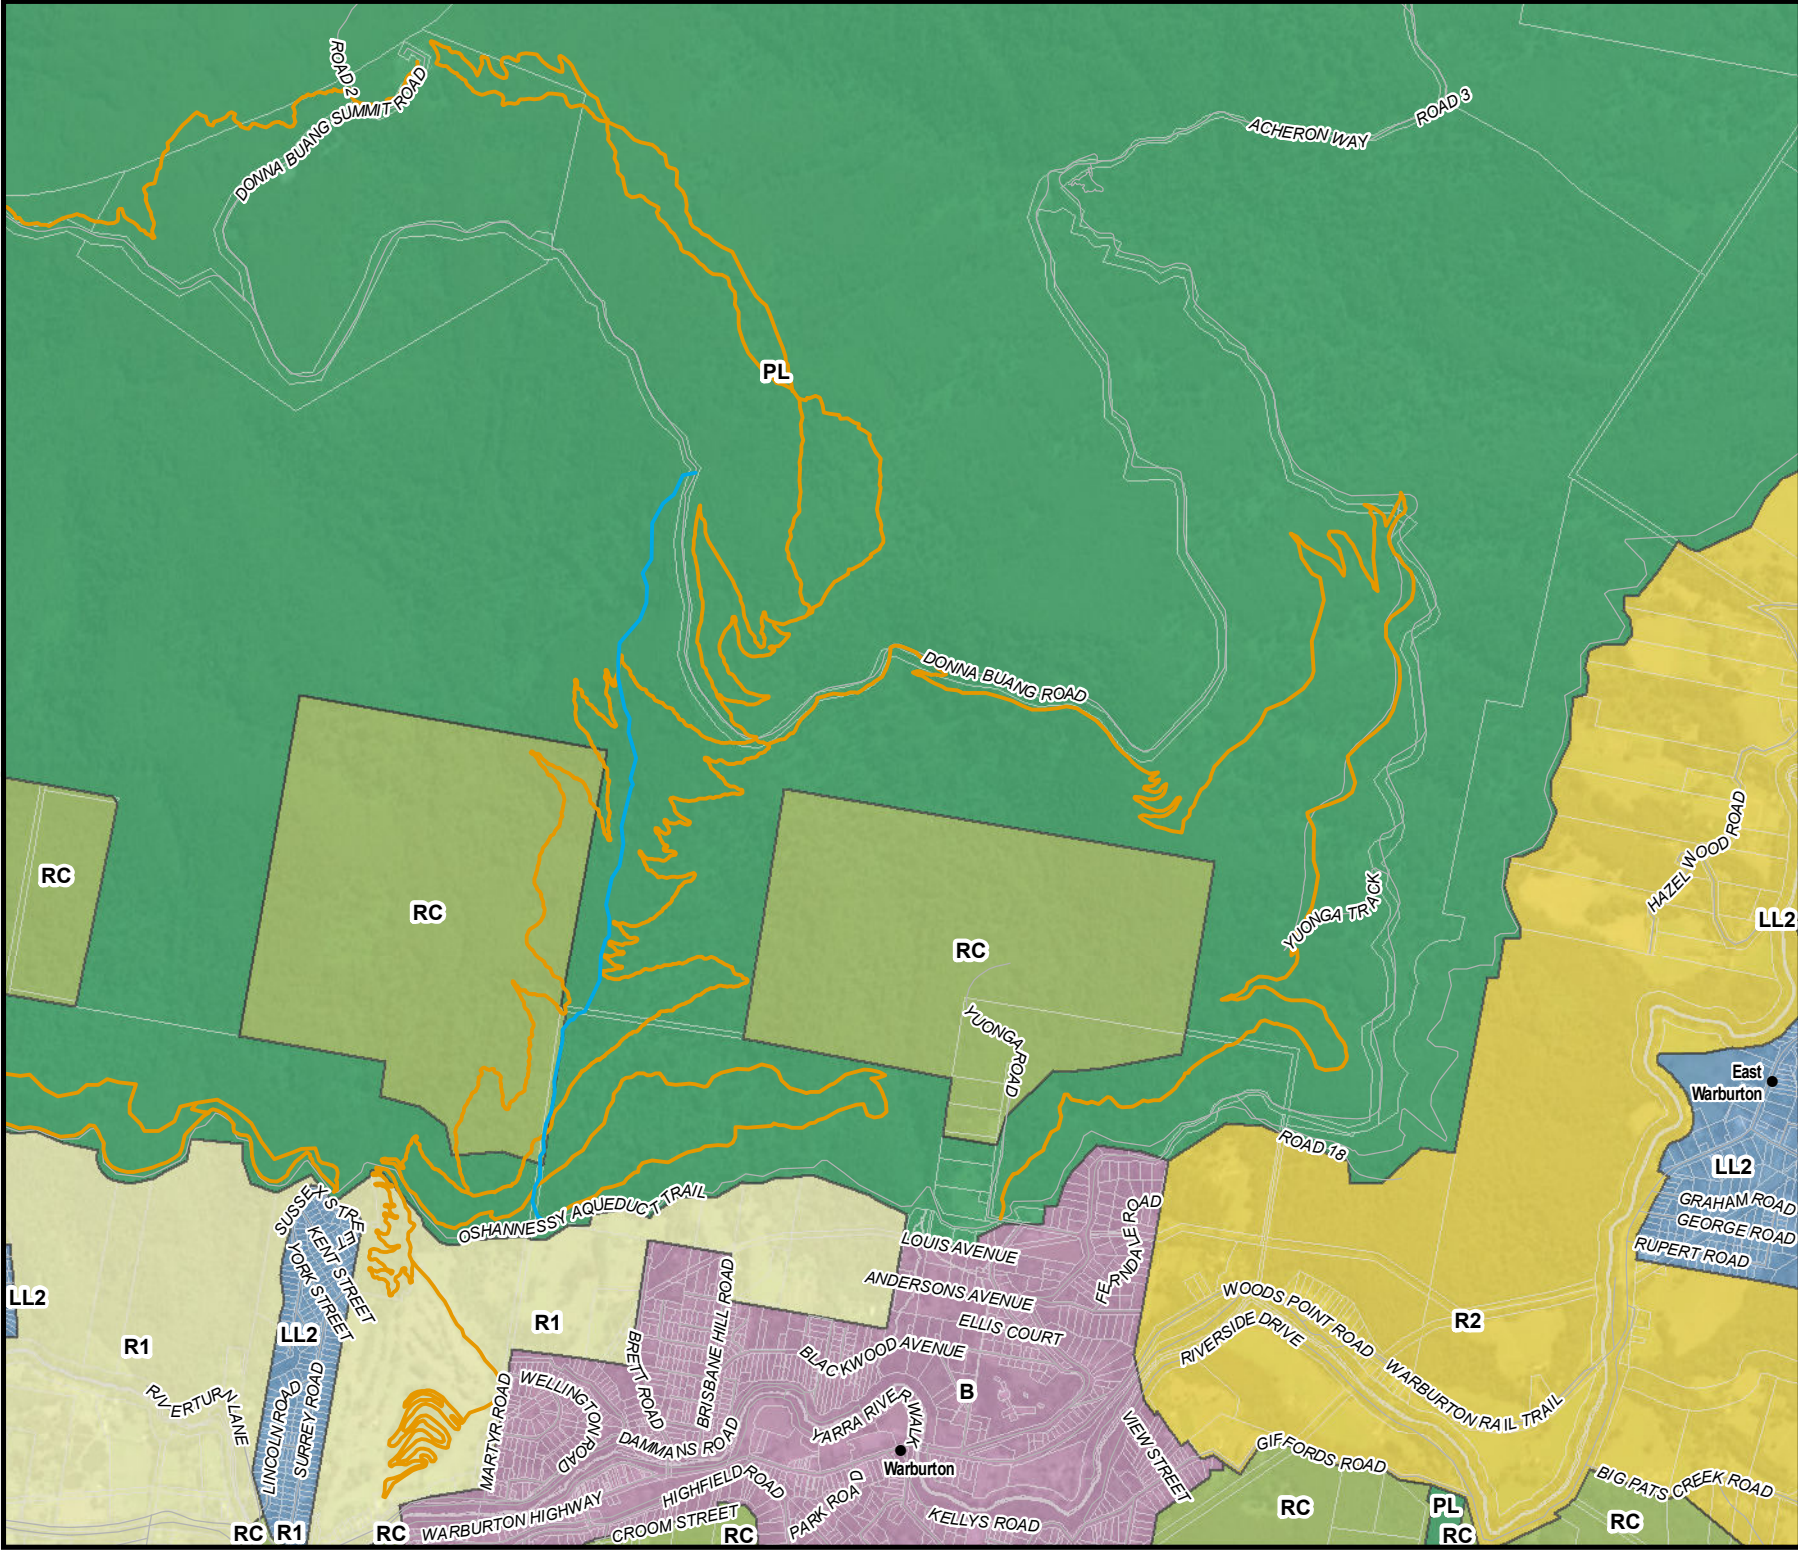 ROAD 2
DONNA BUANG SUMMIT ROAD
ACHERON WAY
ROAD 3
PL
DONNA BUANG ROAD
RC
RC
RC
YUONGA TRACK
HAZEL WOOD ROAD
LL2
YUONGA ROAD
East
Warburton
ROAD 18
LL2
GRAHAM ROAD
GEORGE ROAD
RUPERT ROAD
SUSSEX STREET
KENT STREET
YORK STREET
OSHANNESSY AQUEDUCT TRAIL
LOUIS AVENUE
FERNDALE ROAD
ANDERSONS AVENUE
ELLIS COURT
BLACKWOOD AVENUE
LL2
R1
LL2
R1
BRETT ROAD
BRISBANE HILL ROAD
WOODS POINT ROAD
RIVERSIDE DRIVE
R2
WARBURTON RAIL TRAIL
RIVERTURN LANE
LINCOLN ROAD
SURREY ROAD
MARTYR ROAD
WELLINGTON ROAD
DAMMANS ROAD
YARRA RIVER WALK
B
Warburton
VIEW STREET
GIFFORDS ROAD
BIG PATS CREEK ROAD
HIGHFIELD ROAD
PARK ROAD
KELLYS ROAD
WARBURTON HIGHWAY
CROOM STREET
RC
R1
RC
RC
RC
PL
RC
RC